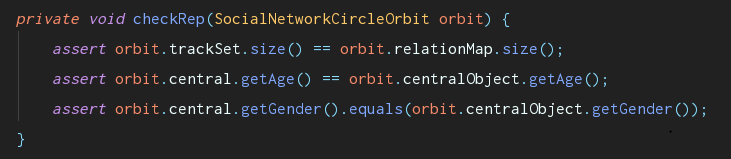 private void checkRep(SocialNetworkCircleOrbit orbit) {
assert orbit.trackSet.size() == orbit.relationMap.size();
assert orbit.central.getAge() == orbit.centralObject.getAge();
assert orbit.central.getGender().equals(orbit.centralObject.getGender());
}